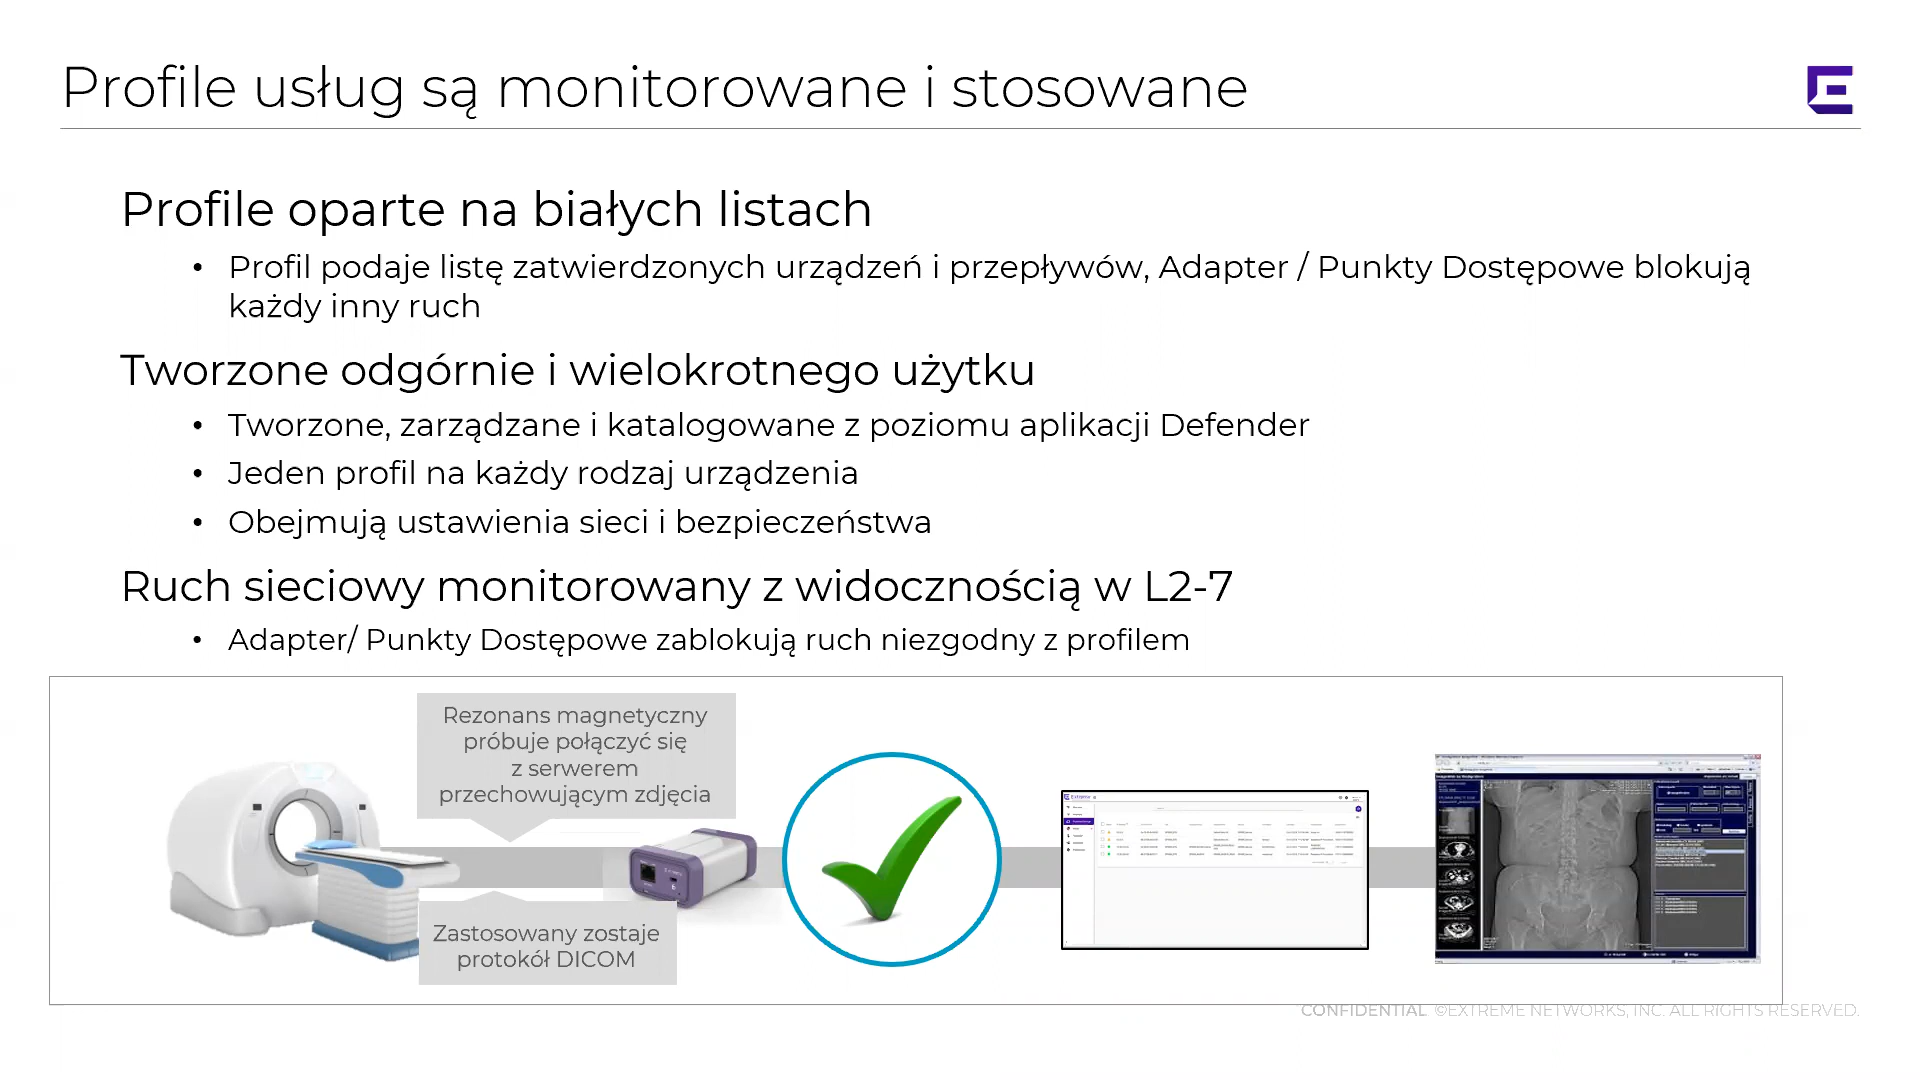 Profile usług są monitorowane i stosowane
Profile oparte na białych listach
• Profil podaje listę zatwierdzonych urządzeń i przepływów, Adapter / Punkty Dostępowe blokują
każdy inny ruch
Tworzone odgórnie i wielokrotnego użytku
• Tworzone, zarządzane i katalogowane z poziomu aplikacji Defender
• Jeden profil na każdy rodzaj urządzenia
• Obejmują ustawienia sieci i bezpieczeństwa
Ruch sieciowy monitorowany z widocznością w L2-7
• Adapter/ Punkty Dostępowe zablokują ruch niezgodny z profilem
Rezonans magnetyczny
próbuje połączyć się
z serwerem
przechowującym zdjęcia
Zastosowany zostaje
protokół DICOM
Extreme
CONFIDENTIAL. ©EXTREME NETWORKS, INC. ALL RIGHTS RESERVED.